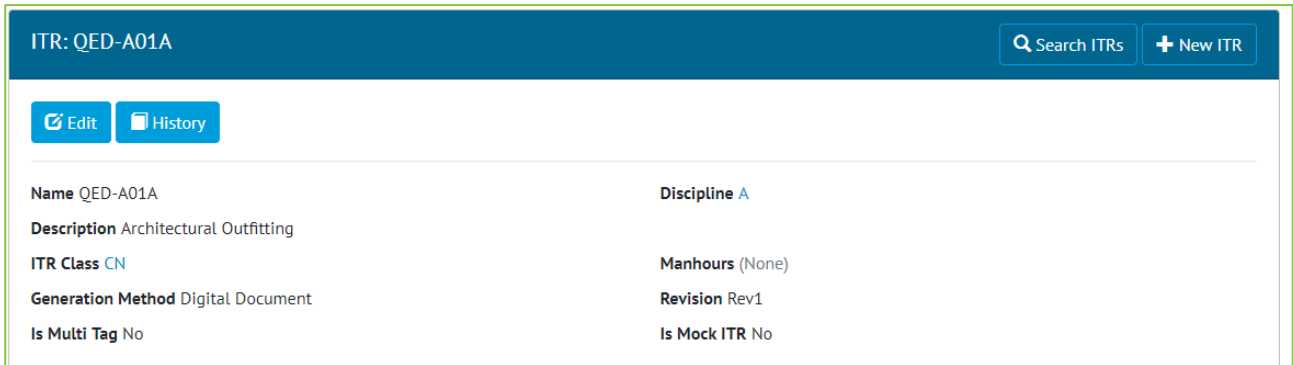 ITR: QED-A01A
Search ITRs
New ITR
Edit
History
Name QED-A01A
Discipline A
Description Architectural Outfitting
ITR Class CN
Manhours (None)
Generation Method Digital Document
Revision Rev1
Is Multi Tag No
Is Mock ITR No